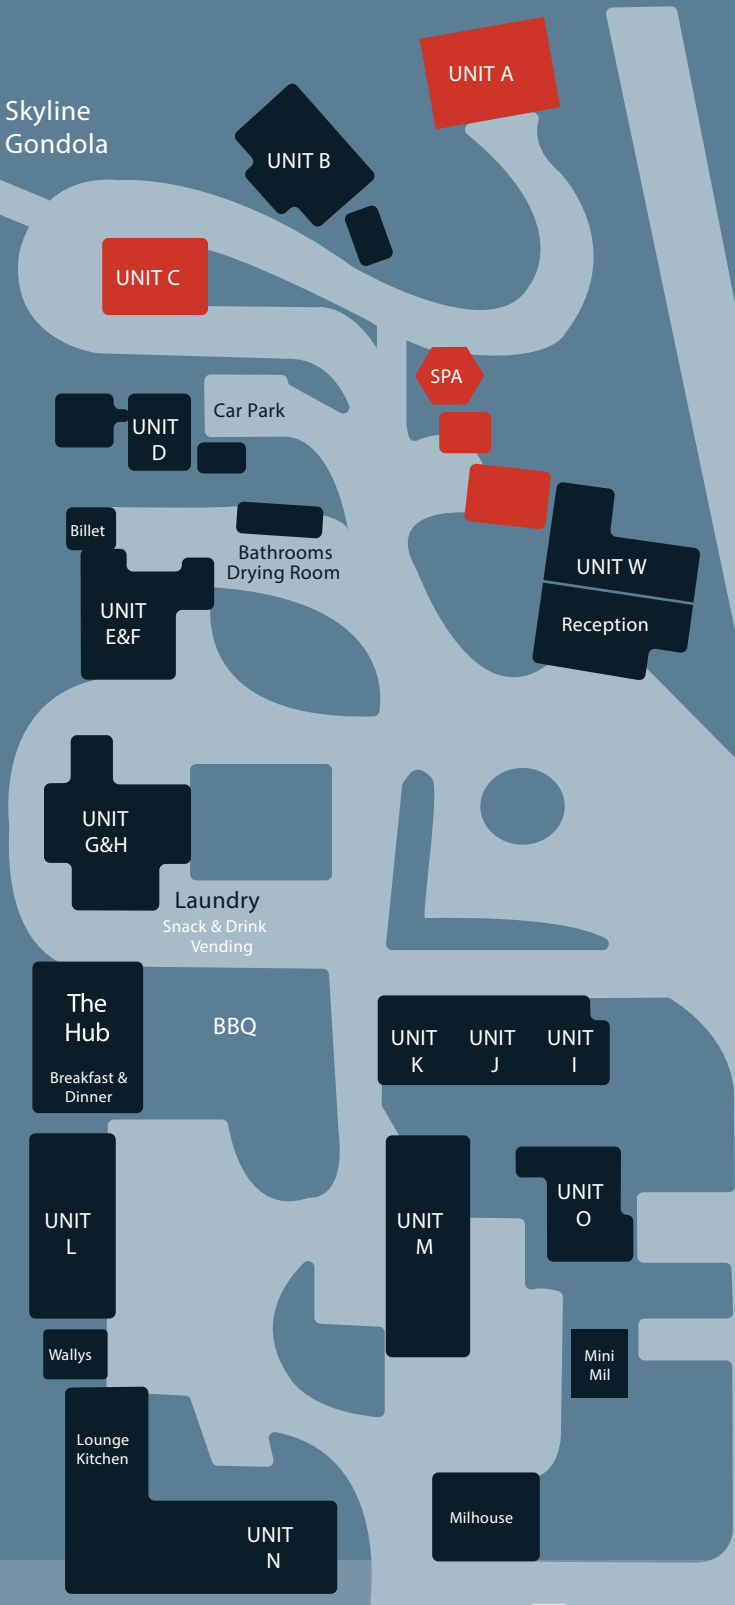 UNIT A
Skyline
Gondola
UNIT B
UNIT C
SPA
Car Park
UNIT
D
Billet
Bathrooms
Drying Room
UNIT W
UNIT
E&F
Reception
UNIT
G&H
Laundry
Snack & Drink
Vending
The
Hub
Breakfast &
Dinner
BBQ
UNIT
K
UNIT
J
UNIT
I
UNIT
L
UNIT
M
UNIT
O
Wallys
Mini
Mil
Lounge
Kitchen
UNIT
N
Milhouse